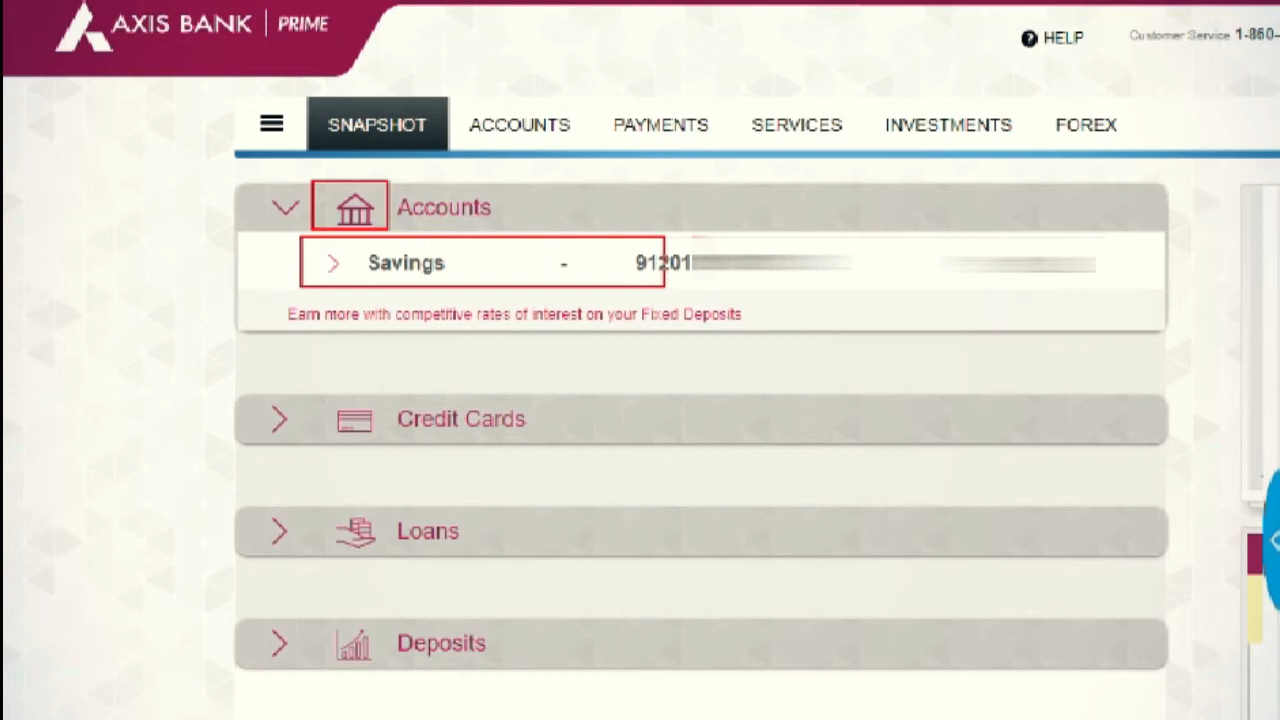 AXIS BANK | PRIME
HELP
Customer Service 1-860-
SNAPSHOT ACCOUNTS PAYMENTS SERVICES INVESTMENTS FOREX
Accounts
Savings - 91201
Earn more with competitive rates of interest on your Fixed Deposits
Credit Cards
Loans
Deposits